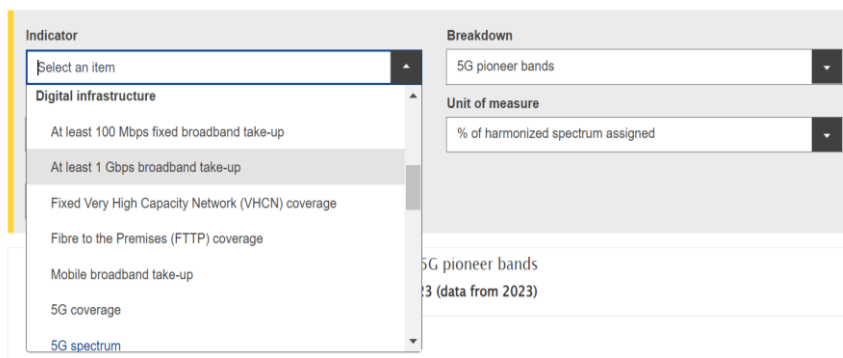 Indicator
Select an item
Digital infrastructure
At least 100 Mbps fixed broadband take-up
At least 1 Gbps broadband take-up
Fixed Very High Capacity Network (VHCN) coverage
Fibre to the Premises (FTTP) coverage
Mobile broadband take-up
5G coverage
5G spectrum
Breakdown
5G pioneer bands
Unit of measure
% of harmonized spectrum assigned
5G pioneer bands
23 (data from 2023)